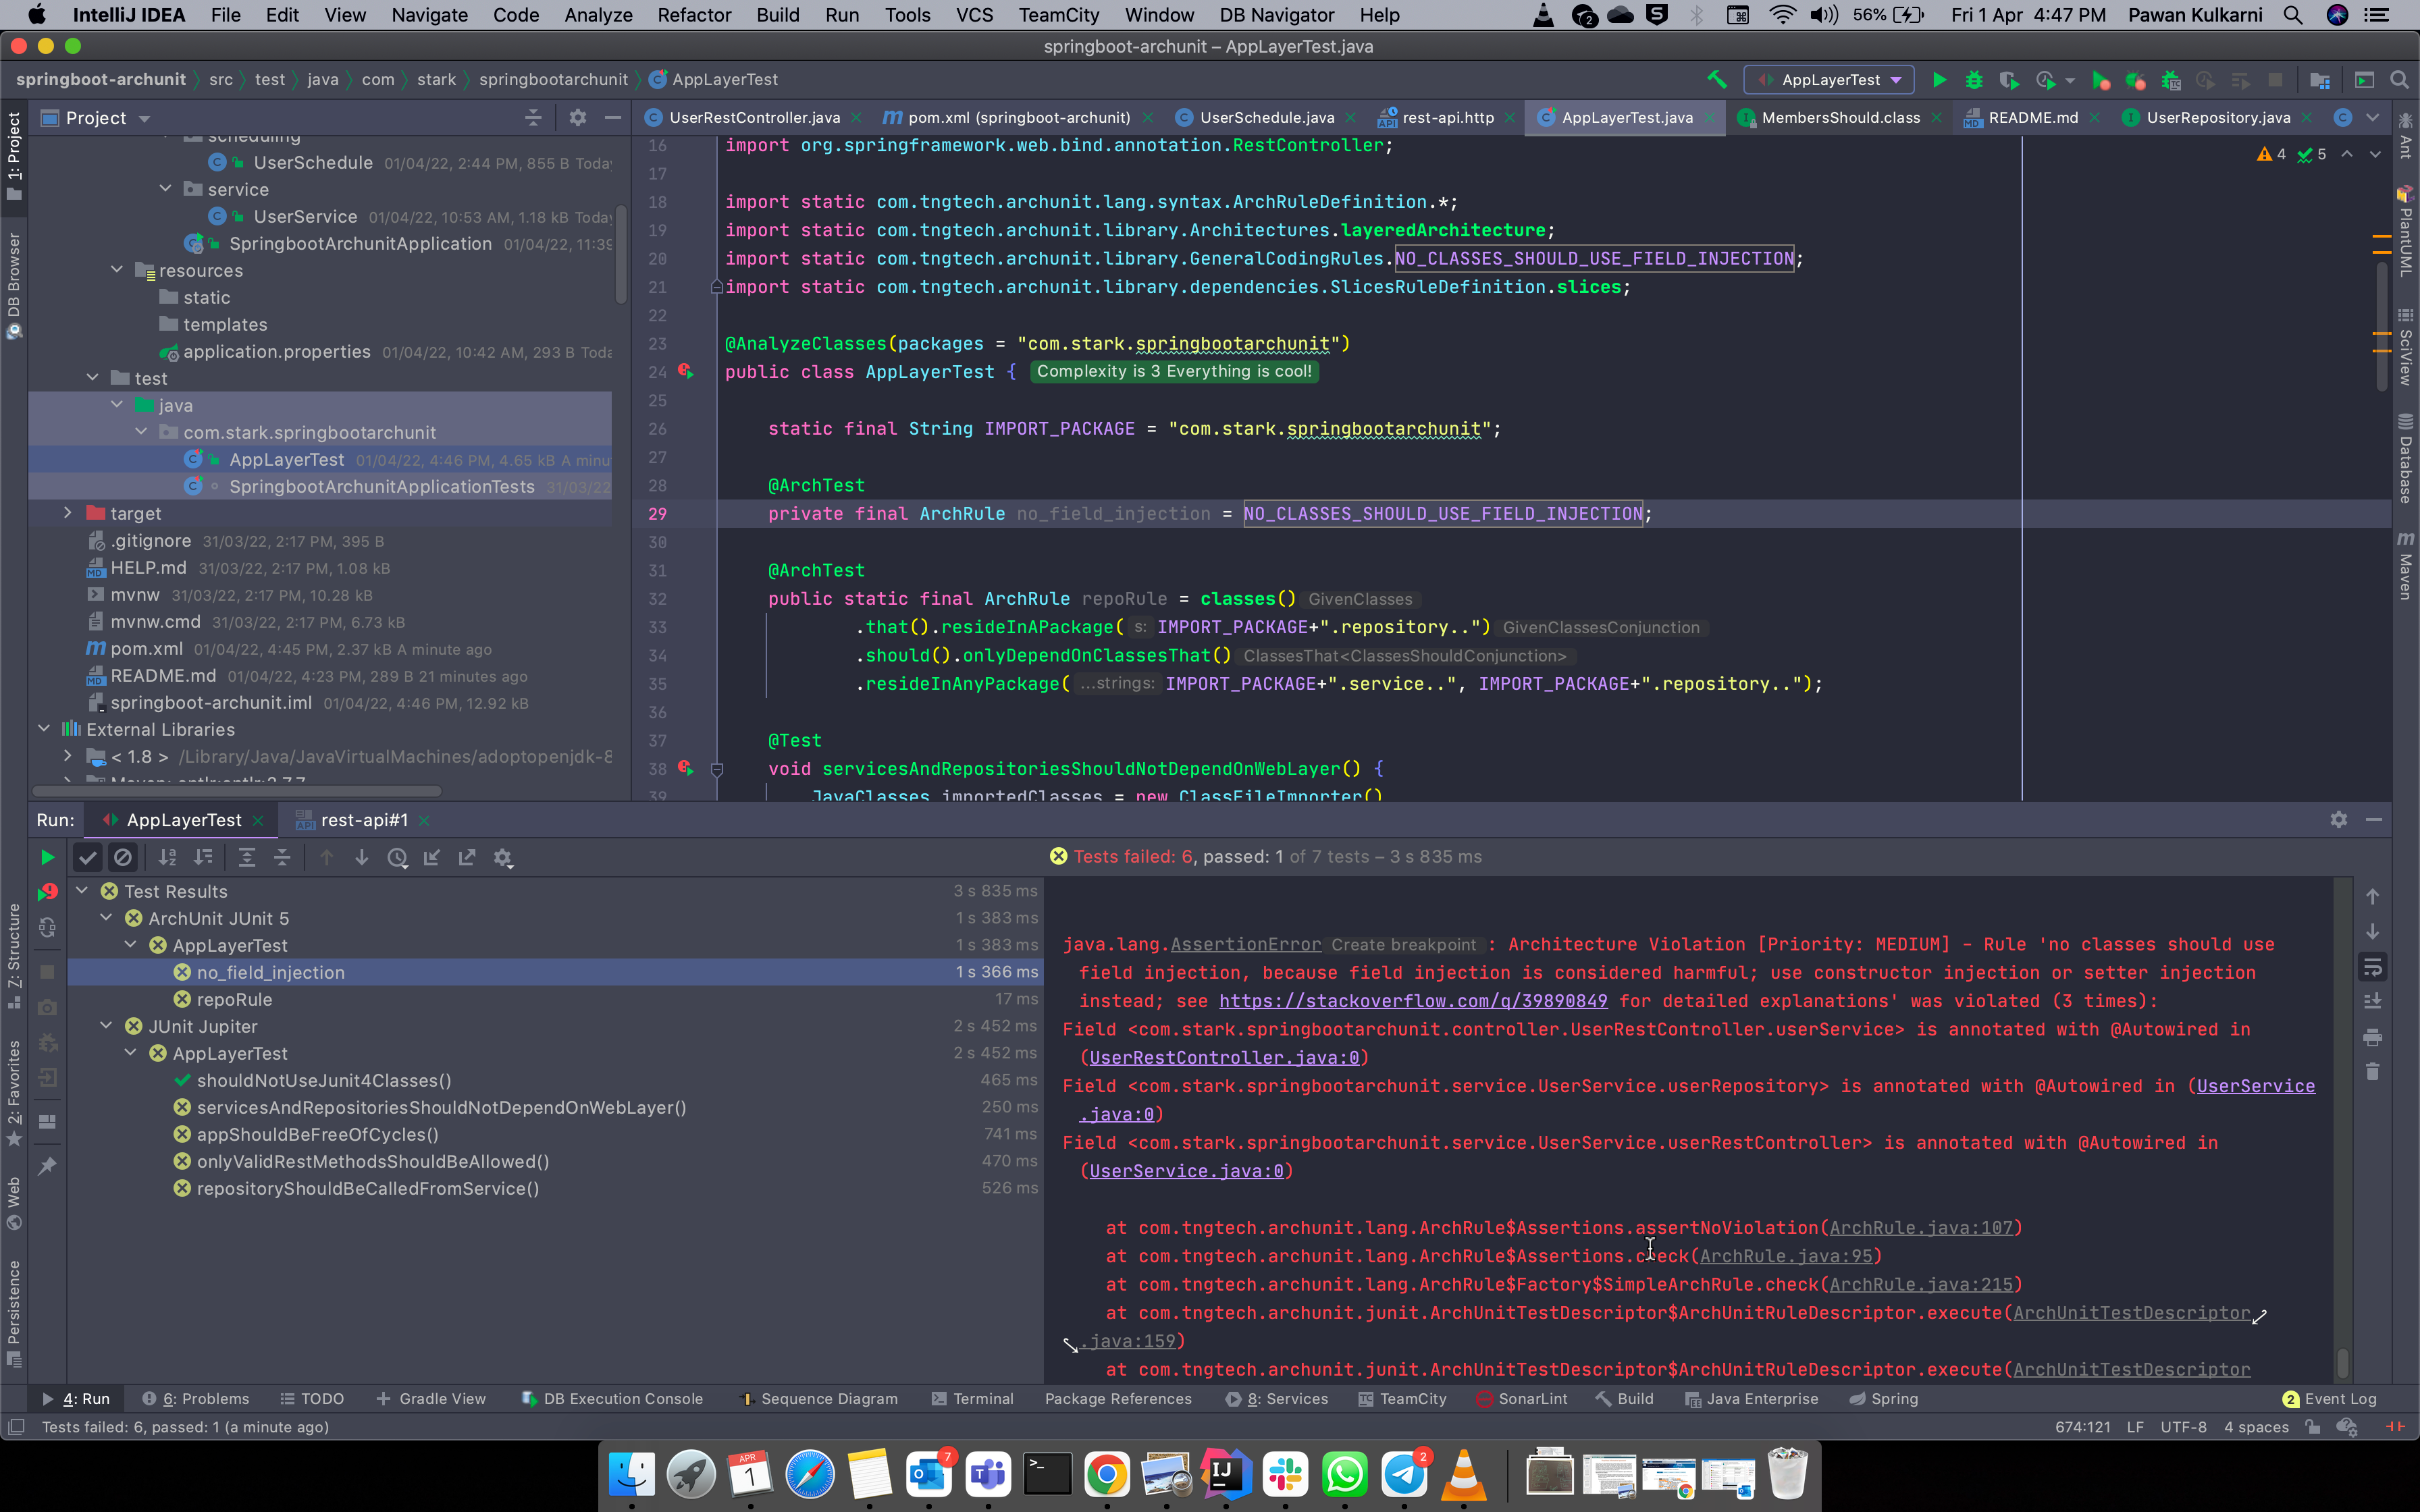 IntelliJ IDEA File Edit View Navigate Code Analyze Refactor Build Run Tools VCS TeamCity Window DB Navigator Help 2 S 56% Fri 1 Apr 4:47 PM Pawan Kulkarni
springboot-archunit – AppLayerTest.java
springboot-archunit src test java com stark springbootarchunit AppLayerTest
AppLayerTest
1: Project
DB Browser
Z: Structure
2: Favorites
Web
Persistence
Project
scheduling
UserSchedule 01/04/22, 2:44 PM, 855 B Toda
service
UserService 01/04/22, 10:53 AM, 1.18 kB Toda
SpringbootArchunitApplication 01/04/22, 11:39
resources
static
templates
application.properties 01/04/22, 10:42 AM, 293 B Toda
test
java
com.stark.springbootarchunit
AppLayerTest 01/04/22, 4:46 PM, 4.65 kB A minu
SpringbootArchunitApplicationTests 31/03/22
target
.gitignore 31/03/22, 2:17 PM, 395 B
HELP.md 31/03/22, 2:17 PM, 1.08 kB
mvnw 31/03/22, 2:17 PM, 10.28 kB
mvnw.cmd 31/03/22, 2:17 PM, 6.73 kB
pom.xml 01/04/22, 4:45 PM, 2.37 kB A minute ago
README.md 01/04/22, 4:23 PM, 289 B 21 minutes ago
springboot-archunit.iml 01/04/22, 4:46 PM, 12.92 kB
External Libraries
< 1.8 > /Library/Java/JavaVirtualMachines/adoptopenjdk-8
UserRestController.java pom.xml (springboot-archunit) UserSchedule.java rest-api.http AppLayerTest.java MembersShould.class README.md UserRepository.java
4 5
16 import org.springframework.web.bind.annotation.RestController;
17
18 import static com.tngtech.archunit.lang.syntax.ArchRuleDefinition.*;
19 import static com.tngtech.archunit.library.Architectures.layeredArchitecture;
20 import static com.tngtech.archunit.library.GeneralCodingRules.NO_CLASSES_SHOULD_USE_FIELD_INJECTION;
21 import static com.tngtech.archunit.library.dependencies.SlicesRuleDefinition.slices;
22
23 @AnalyzeClasses(packages = "com.stark.springbootarchunit")
24 public class AppLayerTest { Complexity is 3 Everything is cool!
25
26 static final String IMPORT_PACKAGE = "com.stark.springbootarchunit";
27
28 @ArchTest
29 private final ArchRule no_field_injection = NO_CLASSES_SHOULD_USE_FIELD_INJECTION;
30
31 @ArchTest
32 public static final ArchRule repoRule = classes() GivenClasses
33 .that().resideInAPackage( s: IMPORT_PACKAGE+".repository..") GivenClassesConjunction
34 .should().onlyDependOnClassesThat() ClassesThat<ClassesShouldConjunction>
35 .resideInAnyPackage( ...strings: IMPORT_PACKAGE+".service..", IMPORT_PACKAGE+".repository..");
36
37 @Test
38 void servicesAndRepositoriesShouldNotDependOnWebLayer() {
39 JavaClasses importedClasses = new ClassFileImporter()
Ant
PlantUML
SciView
Database
Maven
Run: AppLayerTest rest-api#1
Tests failed: 6, passed: 1 of 7 tests – 3 s 835 ms
Test Results 3 s 835 ms
ArchUnit JUnit 5 1 s 383 ms
AppLayerTest 1 s 383 ms
no_field_injection 1 s 366 ms
repoRule 17 ms
JUnit Jupiter 2 s 452 ms
AppLayerTest 2 s 452 ms
shouldNotUseJunit4Classes() 465 ms
servicesAndRepositoriesShouldNotDependOnWebLayer() 250 ms
appShouldBeFreeOfCycles() 741 ms
onlyValidRestMethodsShouldBeAllowed() 470 ms
repositoryShouldBeCalledFromService() 526 ms
java.lang.AssertionError Create breakpoint : Architecture Violation [Priority: MEDIUM] - Rule 'no classes should use
field injection, because field injection is considered harmful; use constructor injection or setter injection
instead; see https://stackoverflow.com/q/39890849 for detailed explanations' was violated (3 times):
Field <com.stark.springbootarchunit.controller.UserRestController.userService> is annotated with @Autowired in
(UserRestController.java:0)
Field <com.stark.springbootarchunit.service.UserService.userRepository> is annotated with @Autowired in (UserService
.java:0)
Field <com.stark.springbootarchunit.service.UserService.userRestController> is annotated with @Autowired in
(UserService.java:0)
at com.tngtech.archunit.lang.ArchRule$Assertions.assertNoViolation(ArchRule.java:107)
at com.tngtech.archunit.lang.ArchRule$Assertions.check(ArchRule.java:95)
at com.tngtech.archunit.lang.ArchRule$Factory$SimpleArchRule.check(ArchRule.java:215)
at com.tngtech.archunit.junit.ArchUnitTestDescriptor$ArchUnitRuleDescriptor.execute(ArchUnitTestDescriptor
.java:159)
at com.tngtech.archunit.junit.ArchUnitTestDescriptor$ArchUnitRuleDescriptor.execute(ArchUnitTestDescriptor
4: Run 6: Problems TODO Gradle View DB Execution Console Sequence Diagram Terminal Package References 8: Services TeamCity SonarLint Build Java Enterprise Spring 2 Event Log
Tests failed: 6, passed: 1 (a minute ago) 674:121 LF UTF-8 4 spaces
APR 1 7 IJ 2